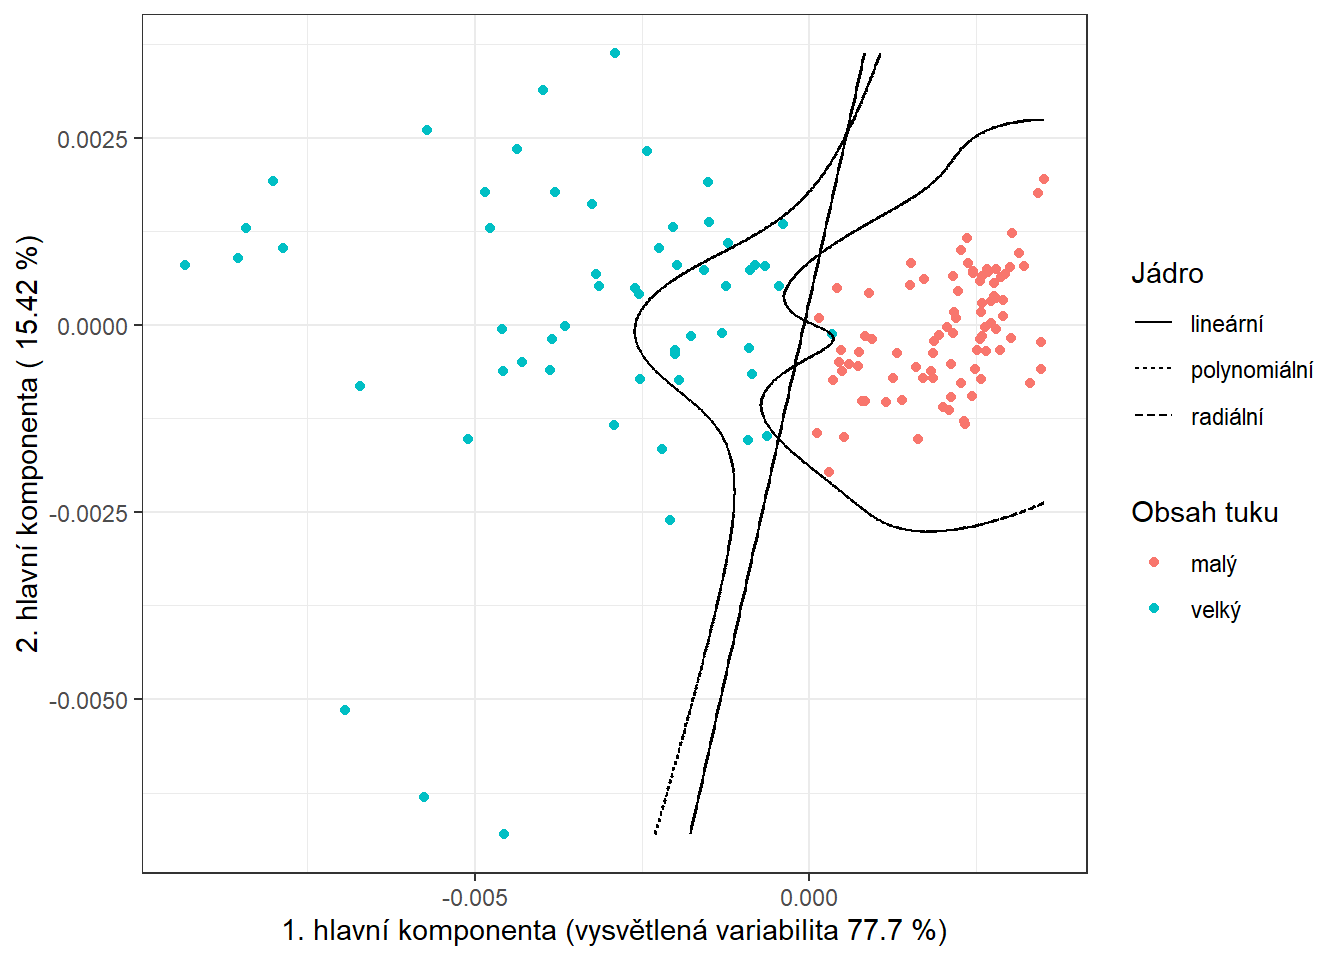 0.0025
0.0000
-0.0025
-0.0050
-0.005
0.000
1. hlavní komponenta (vysvětlená variabilita 77.7 %)
2. hlavní komponenta ( 15.42 %)
Jádro
lineární
polynomiální
radiální
Obsah tuku
malý
velký